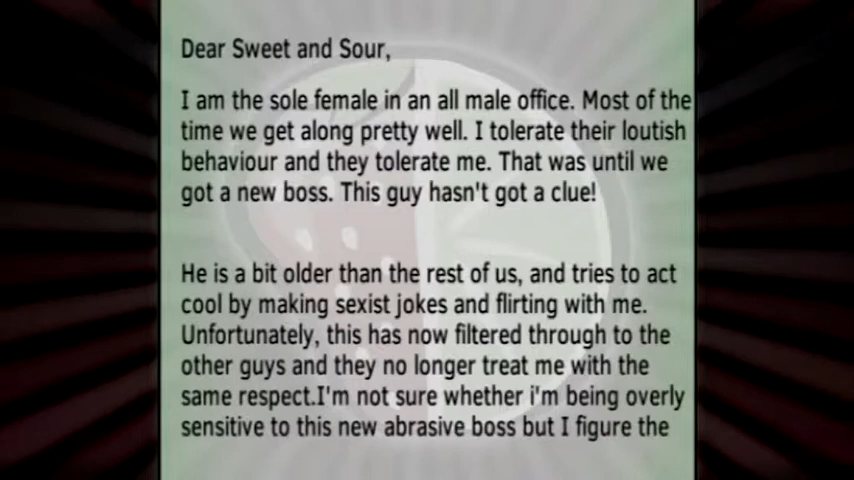 Dear Sweet and Sour,
I am the sole female in an all male office. Most of the
time we get along pretty well. I tolerate their loutish
behaviour and they tolerate me. That was until we
got a new boss. This guy hasn't got a clue!
He is a bit older than the rest of us, and tries to act
cool by making sexist jokes and flirting with me.
Unfortunately, this has now filtered through to the
other guys and they no longer treat me with the
same respect.I'm not sure whether i'm being overly
sensitive to this new abrasive boss but I figure the